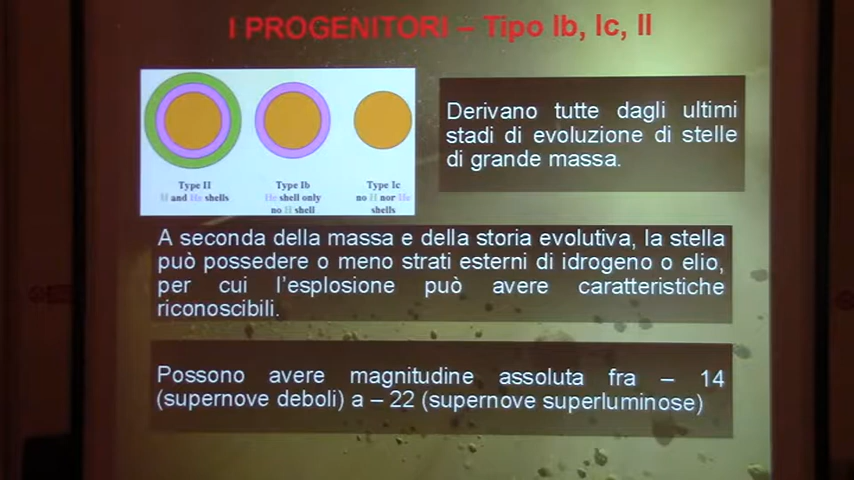 I PROGENITORI – Tipo Ib, Ic, II
Type II
H and He shells
Type Ib
He shell only
no H shell
Type Ic
no H nor He
shells
Derivano tutte dagli ultimi
stadi di evoluzione di stelle
di grande massa.
A seconda della massa e della storia evolutiva, la stella
può possedere o meno strati esterni di idrogeno o elio,
per cui l'esplosione può avere caratteristiche
riconoscibili.
Possono avere magnitudine assoluta fra – 14
(supernove deboli) a – 22 (supernove superluminose)